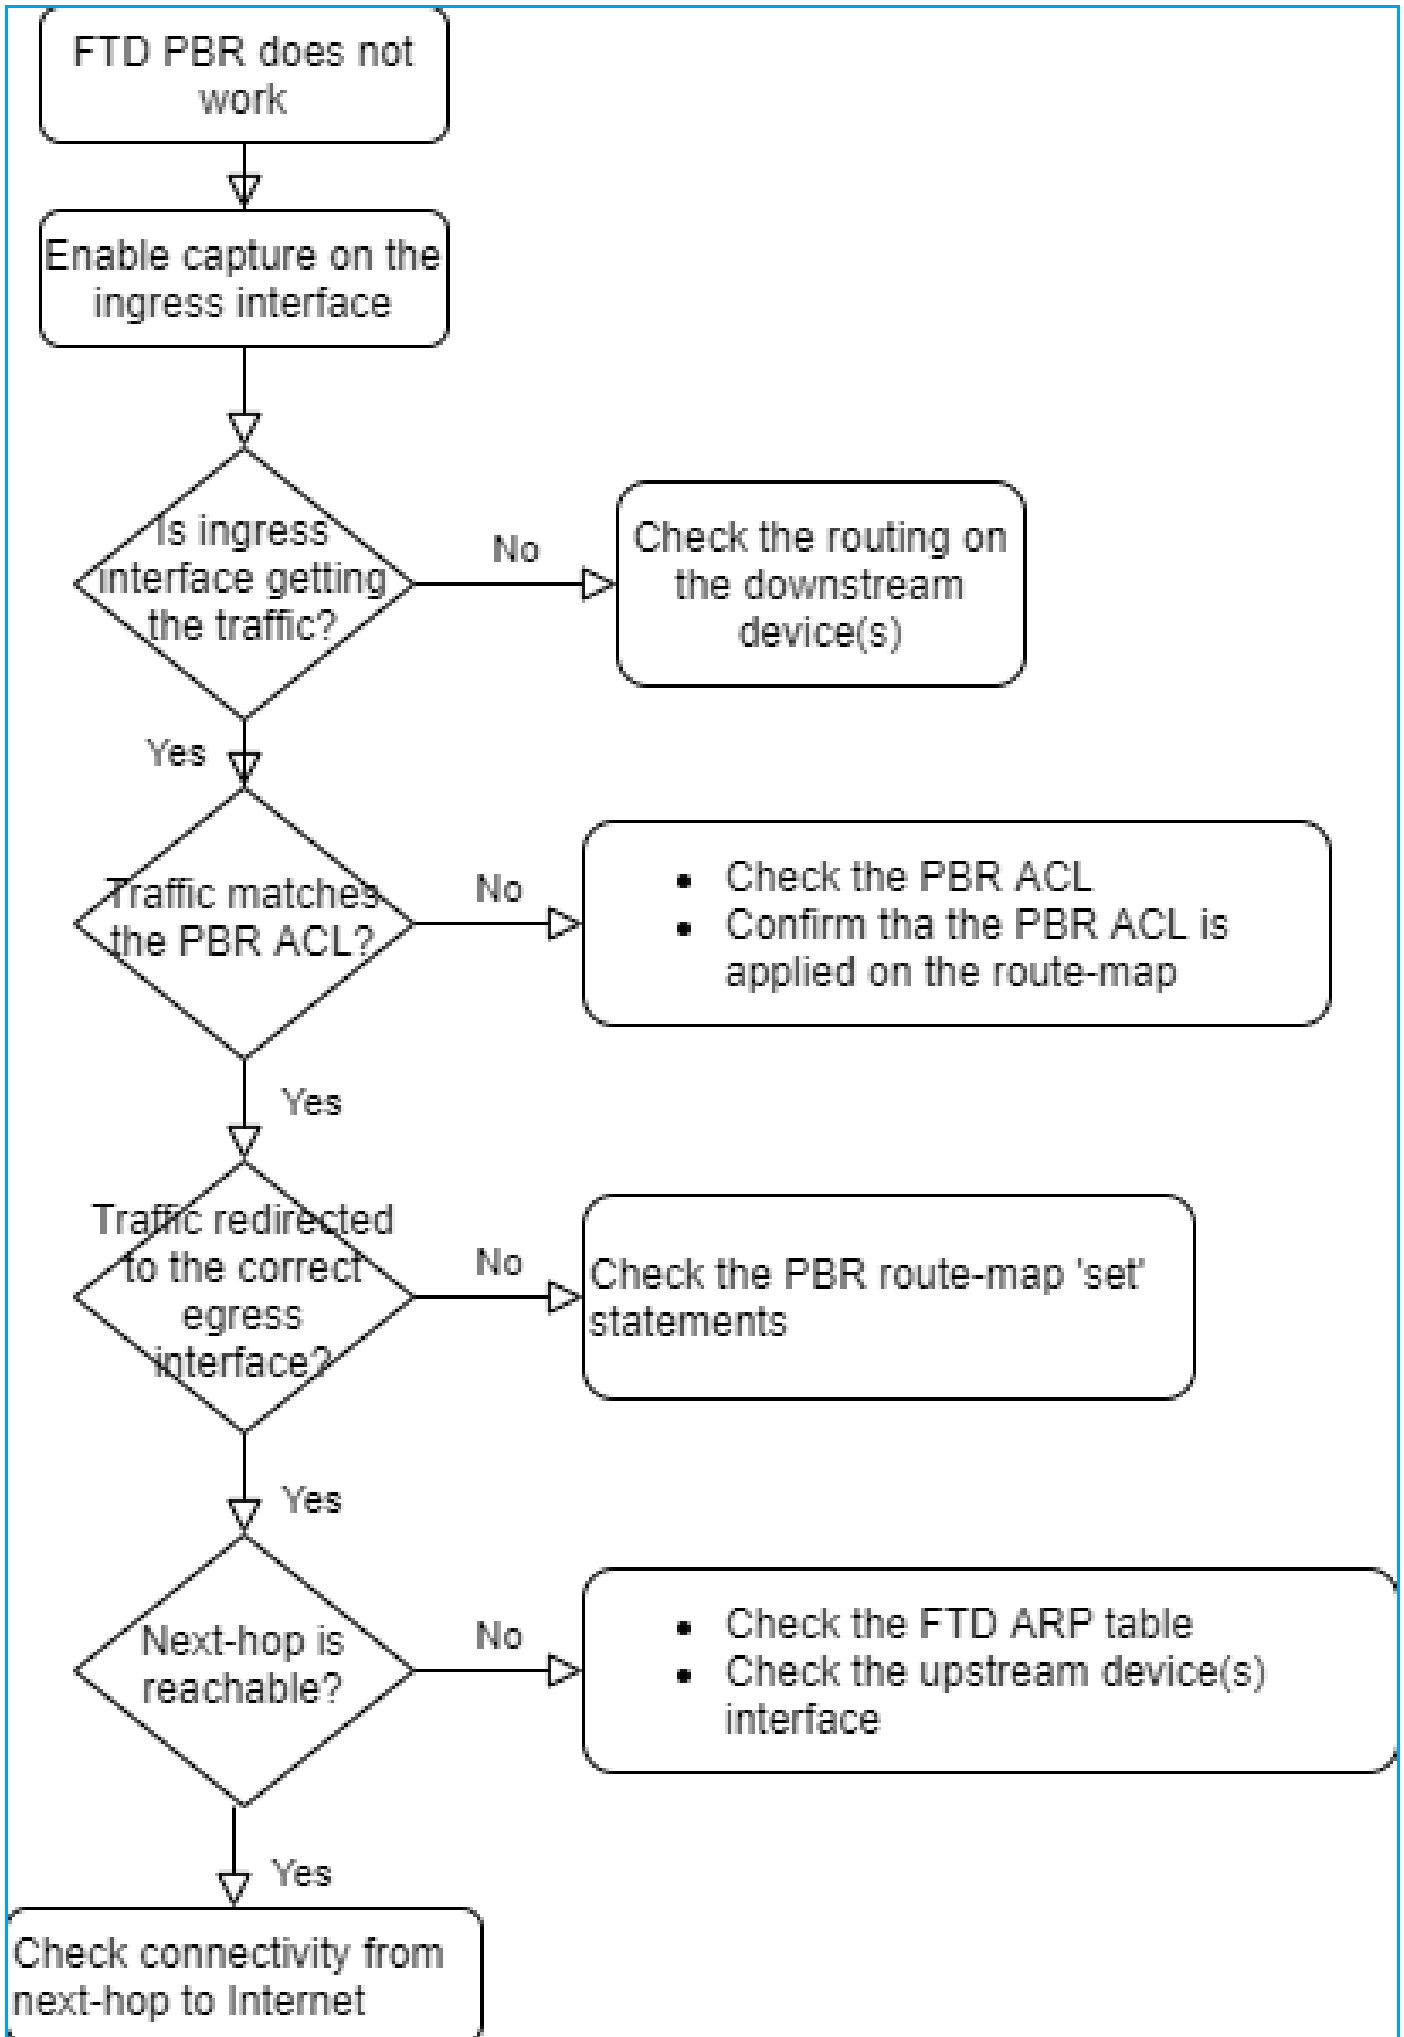 FTD PBR does not
work
Enable capture on the
ingress interface
Is ingress
interface getting
the traffic?
No
Check the routing on
the downstream
device(s)
Yes
Traffic matches
the PBR ACL?
No
• Check the PBR ACL
• Confirm tha the PBR ACL is
applied on the route-map
Yes
Traffic redirected
to the correct
egress
interface?
No
Check the PBR route-map 'set'
statements
Yes
Next-hop is
reachable?
No
• Check the FTD ARP table
• Check the upstream device(s)
interface
Yes
Check connectivity from
next-hop to Internet